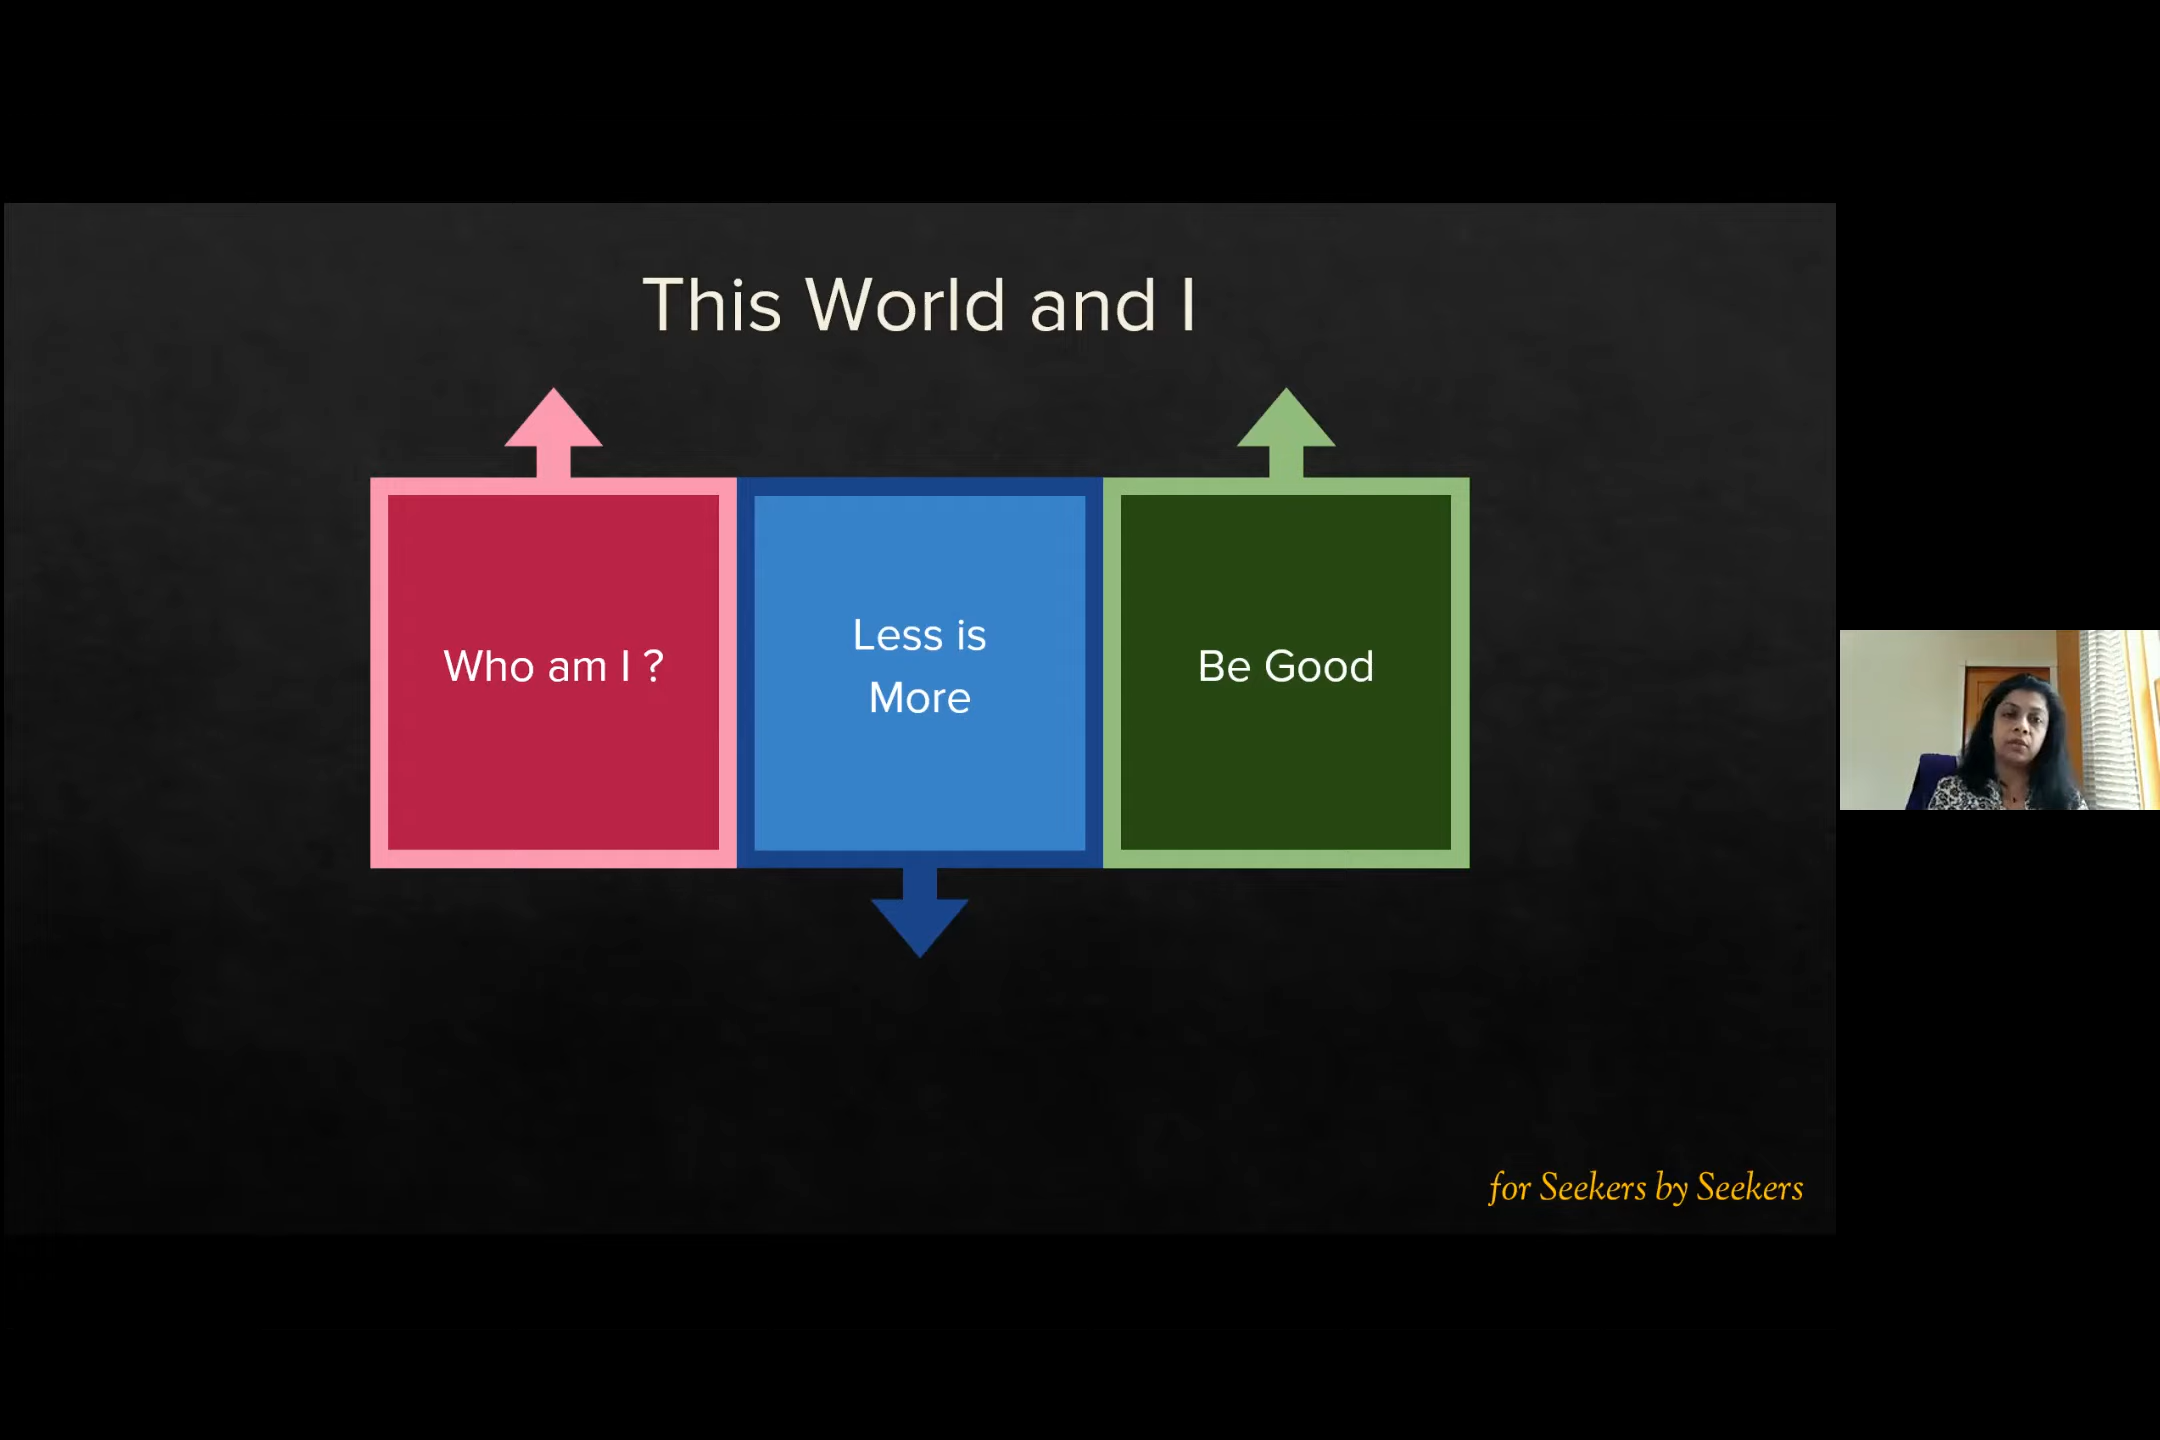 This World and I
Who am I ?
Less is
More
Be Good
for Seekers by Seekers